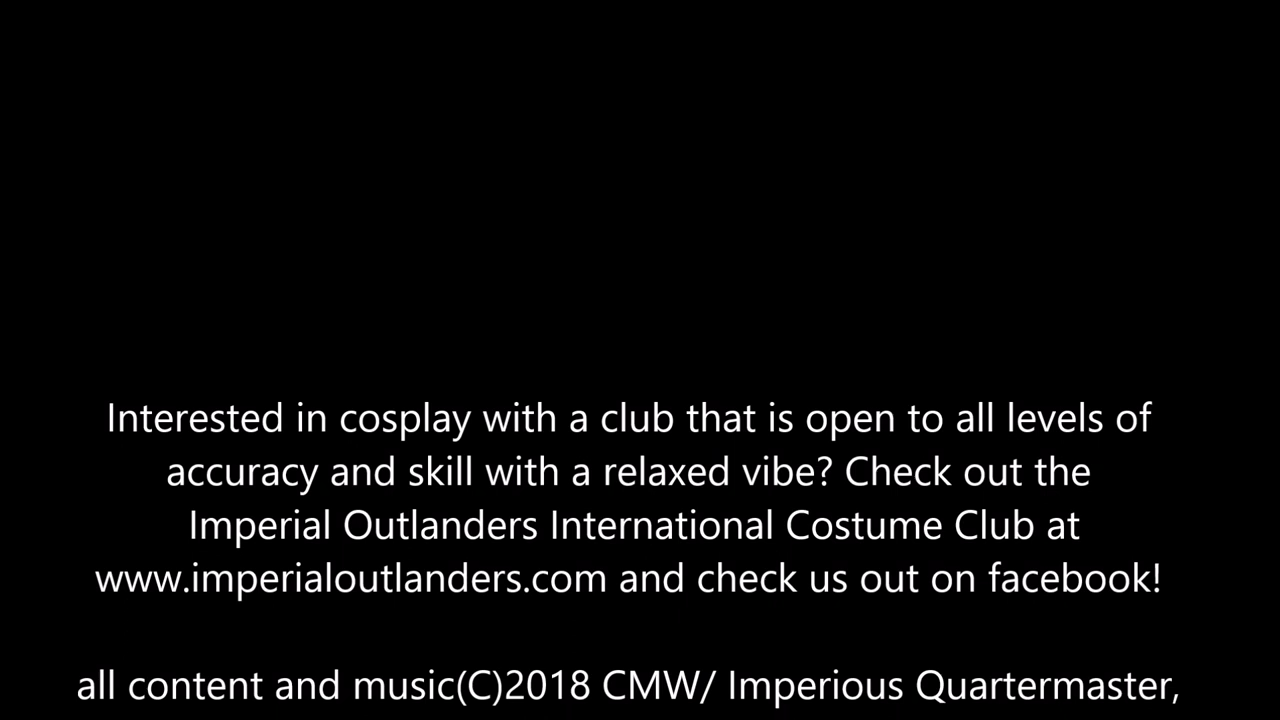 Interested in cosplay with a club that is open to all levels of
accuracy and skill with a relaxed vibe? Check out the
Imperial Outlanders International Costume Club at
www.imperialoutlanders.com and check us out on facebook!
all content and music(C)2018 CMW/ Imperious Quartermaster,